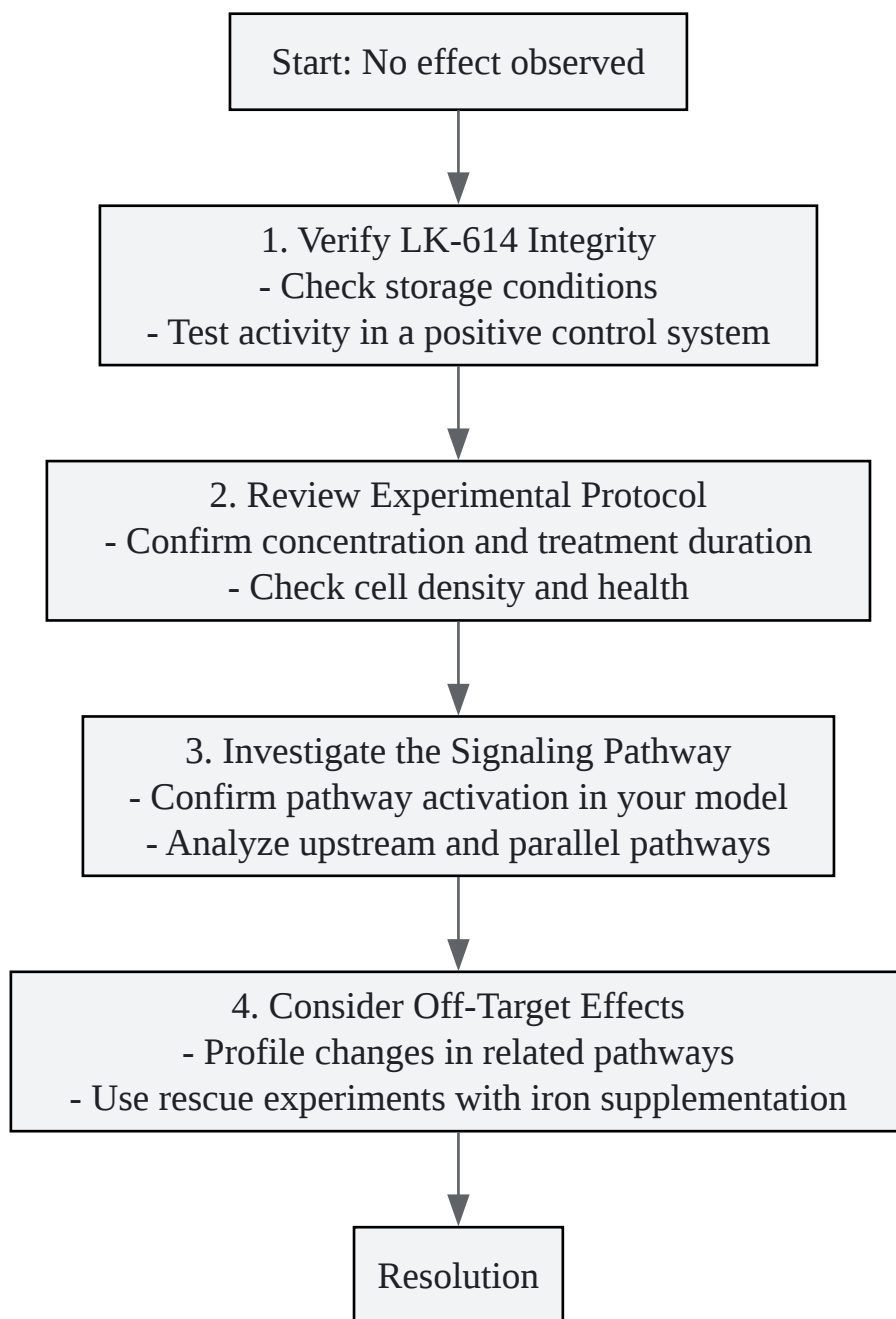 Start: No effect observed
1. Verify LK-614 Integrity
- Check storage conditions
- Test activity in a positive control system
2. Review Experimental Protocol
- Confirm concentration and treatment duration
- Check cell density and health
3. Investigate the Signaling Pathway
- Confirm pathway activation in your model
- Analyze upstream and parallel pathways
4. Consider Off-Target Effects
- Profile changes in related pathways
- Use rescue experiments with iron supplementation
Resolution